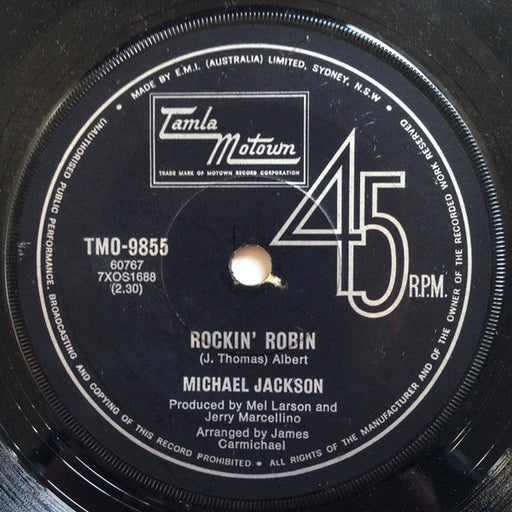 MADE BY E.M.I. (AUSTRALIA) LIMITED, SYDNEY, N.S.W.
Tamla
Motown
TRADE MARK OF MOTOWN RECORD CORPORATION
45
R.P.M.
TMO-9855
60767
7XOS1688
(2.30)
ROCKIN' ROBIN
(J. Thomas) Albert
MICHAEL JACKSON
Produced by Mel Larson and
Jerry Marcellino
Arranged by James
Carmichael
UNAUTHORISED PUBLIC PERFORMANCE, BROADCASTING AND COPYING OF THIS RECORD PROHIBITED • ALL RIGHTS OF THE MANUFACTURER AND OF THE OWNER OF THE RECORDED WORK RESERVED